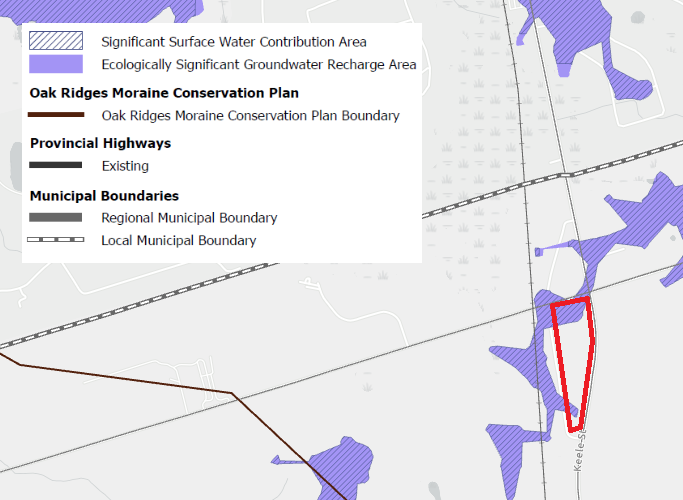 Significant Surface Water Contribution Area
Ecologically Significant Groundwater Recharge Area
Oak Ridges Moraine Conservation Plan
Oak Ridges Moraine Conservation Plan Boundary
Provincial Highways
Existing
Municipal Boundaries
Regional Municipal Boundary
Local Municipal Boundary
Keele St